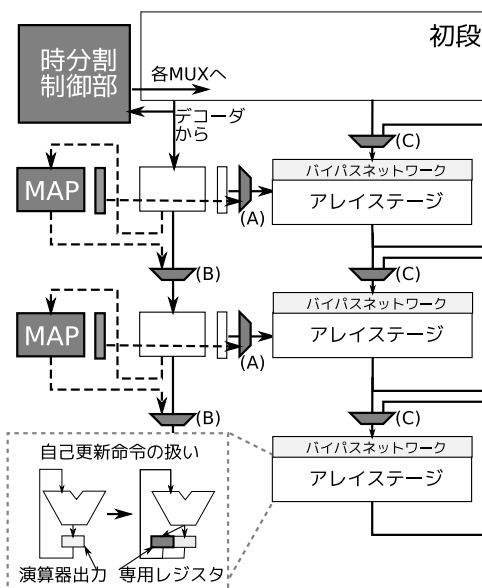 初段
時分割
制御部
各MUXへ
デコーダ
から
(C)
バイパスネットワーク
MAP
アレイステージ
(A)
(B)
(C)
バイパスネットワーク
MAP
アレイステージ
(A)
(B)
(C)
バイパスネットワーク
自己更新命令の扱い
アレイステージ
演算器出力
専用レジスタ